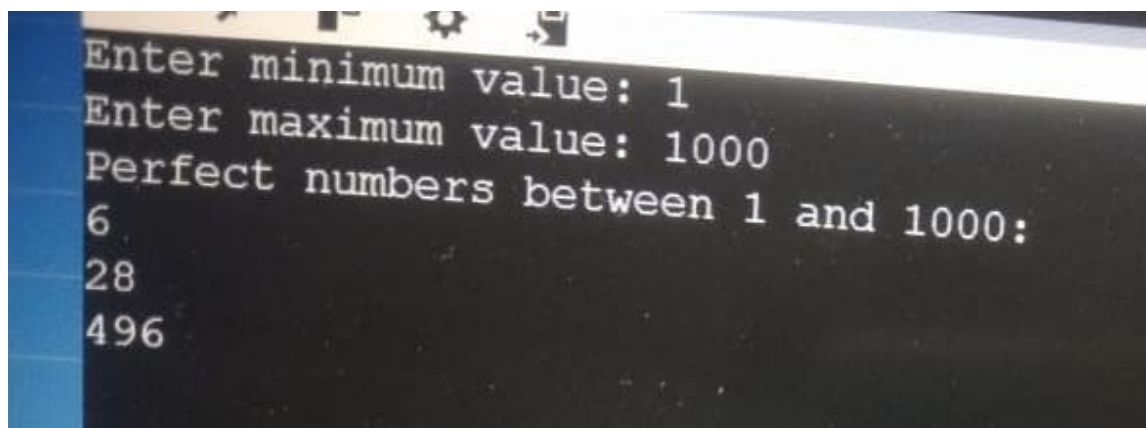 Enter minimum value: 1
Enter maximum value: 1000
Perfect numbers between 1 and 1000:
6
28
496